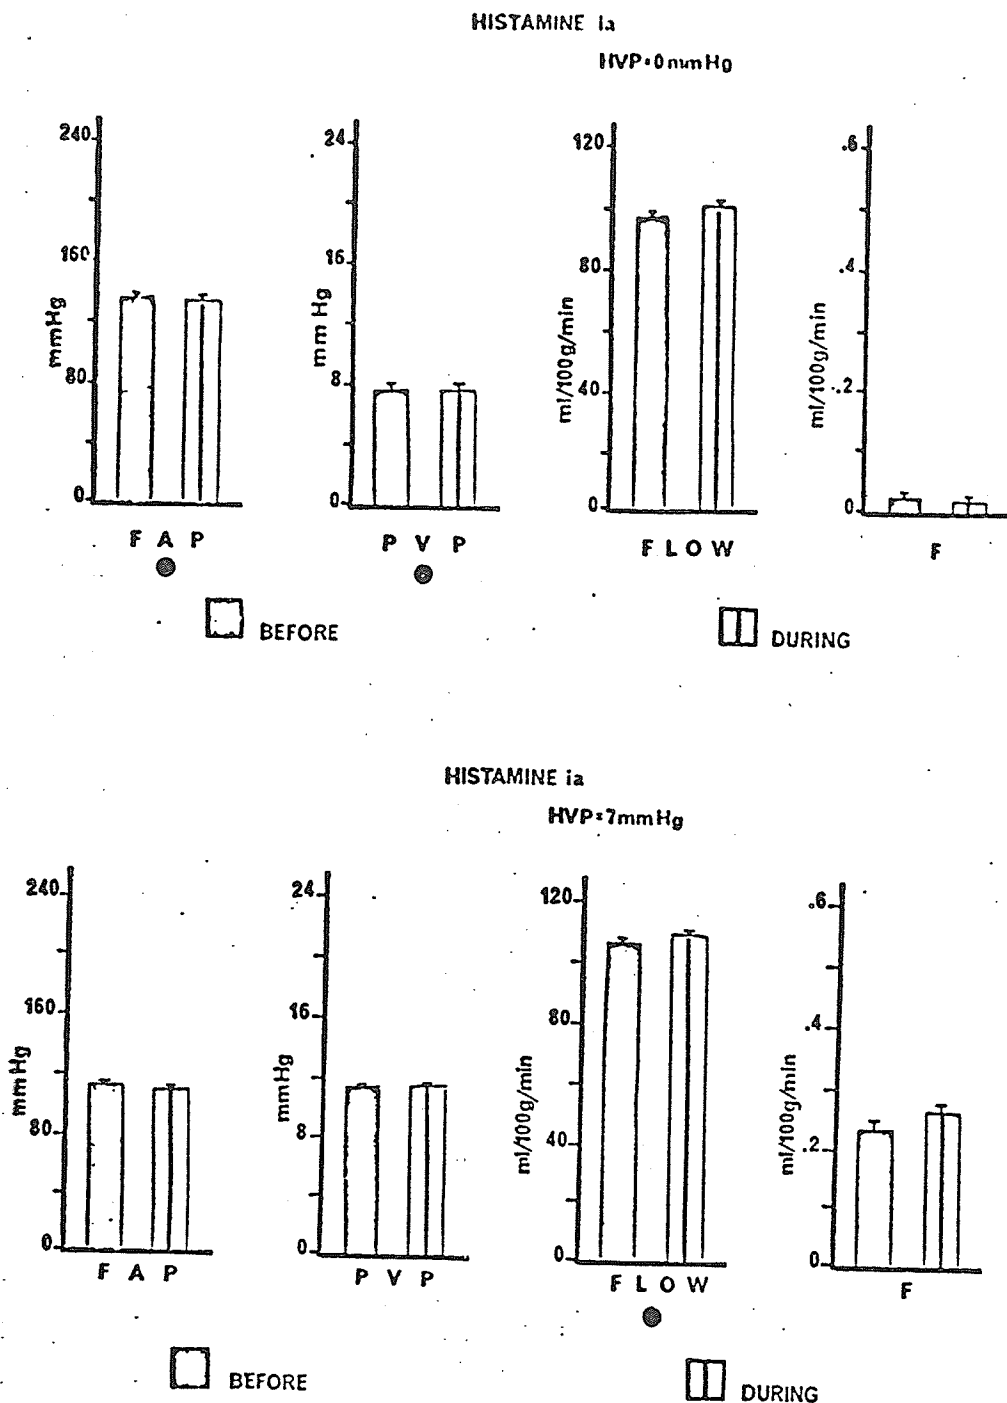 HISTAMINE ia
HVP=0mmHg
240
160
80
0
mmHg
F A P
24
16
8
0
mmHg
P V P
120
80
40
0
ml/100g/min
F L O W
.6
.4
.2
0
ml/100g/min
F
BEFORE
DURING
HISTAMINE ia
HVP=7mmHg
240
160
80
0
mmHg
F A P
24
16
8
0
mmHg
P V P
120
80
40
0
ml/100g/min
F L O W
.6
.4
.2
0
ml/100g/min
F
BEFORE
DURING